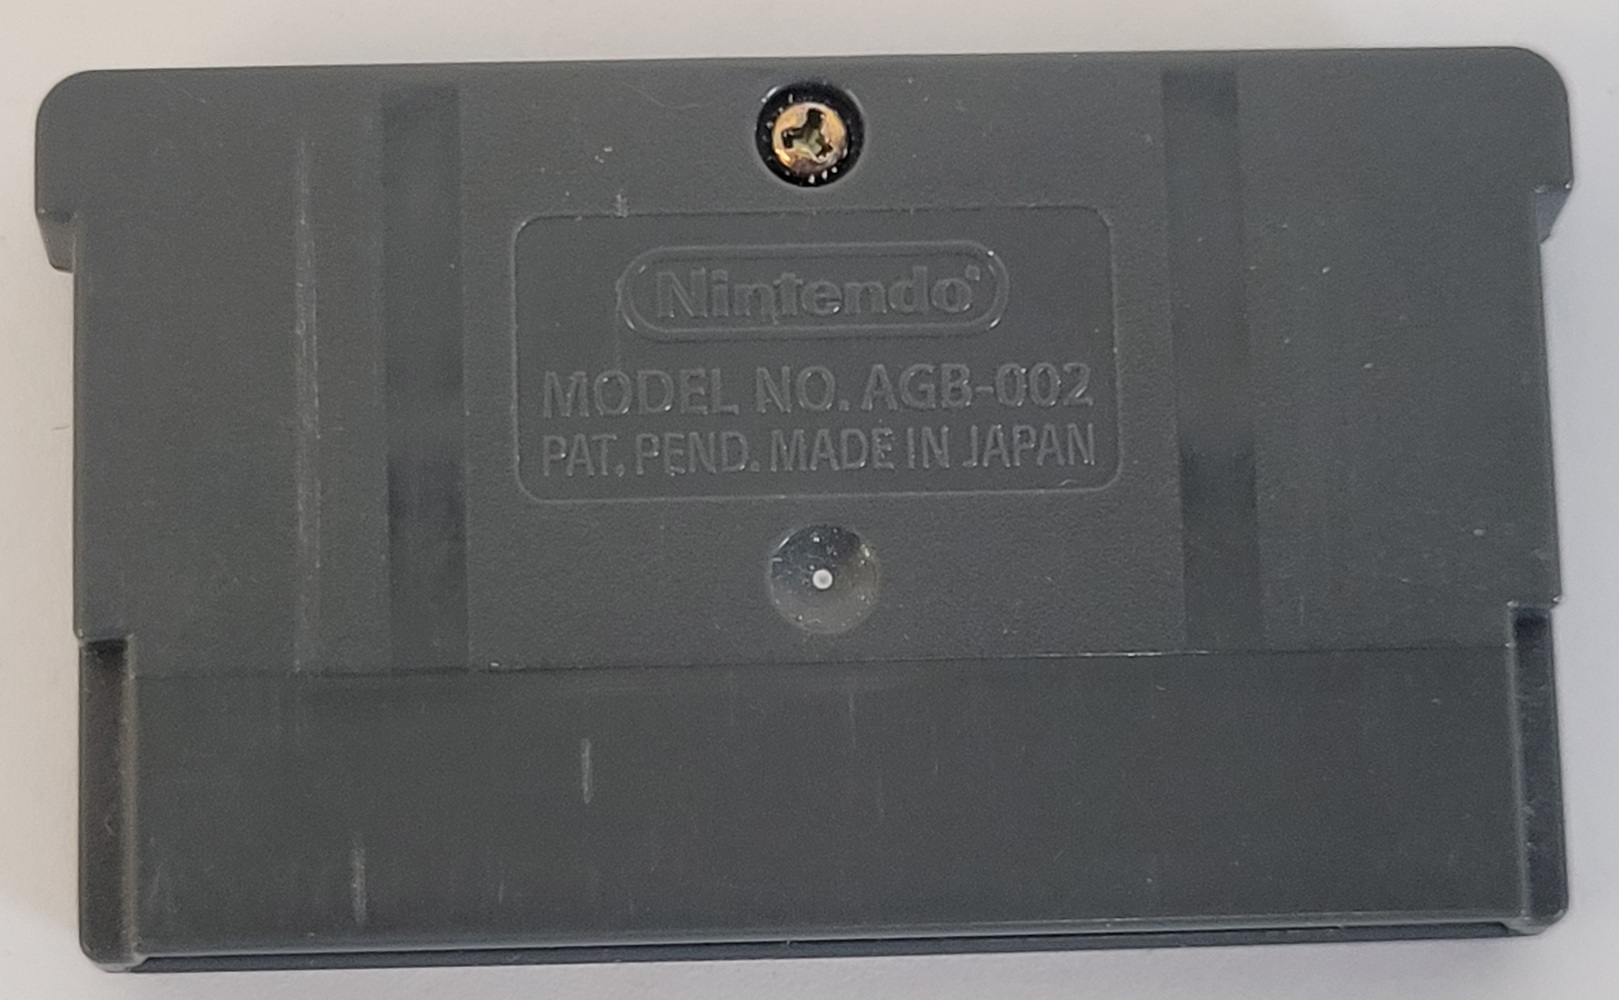 Nintendo®
MODEL NO. AGB-002
PAT. PEND. MADE IN JAPAN